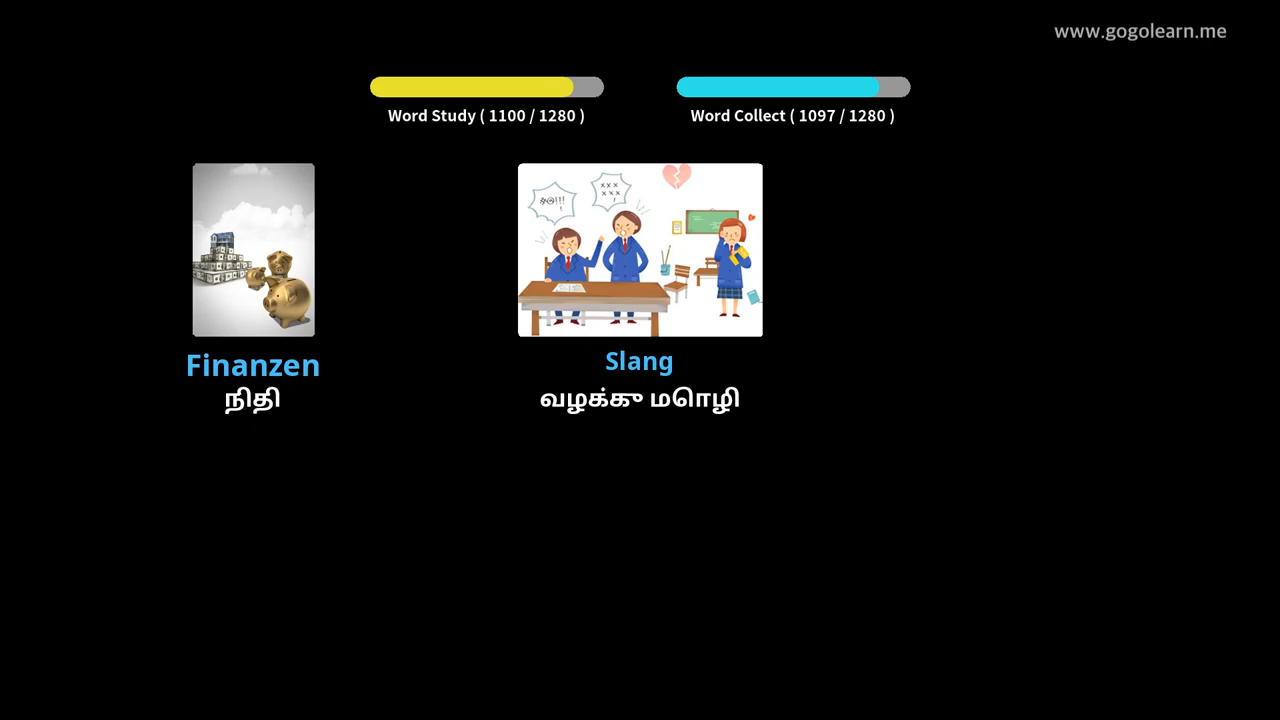 www.gogolearn.me
Word Study ( 1100 / 1280 )
Word Collect ( 1097 / 1280 )
#@!!!
!
x x x
x x x
!
Finanzen
நிதி
Slang
வழக்கு மொழி